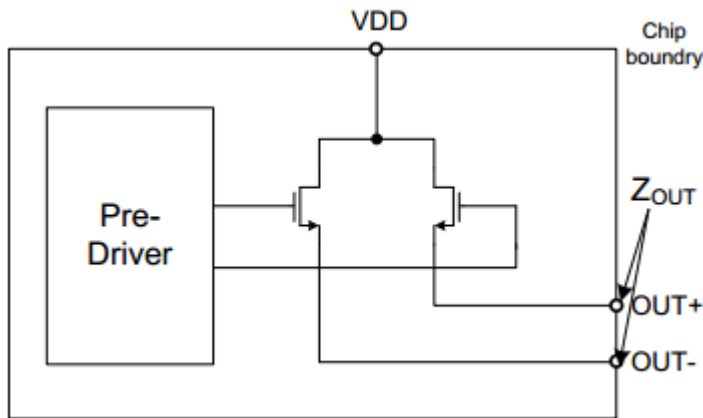 VDD
Chip
boundry
Pre-
Driver
ZOUT
OUT+
OUT-